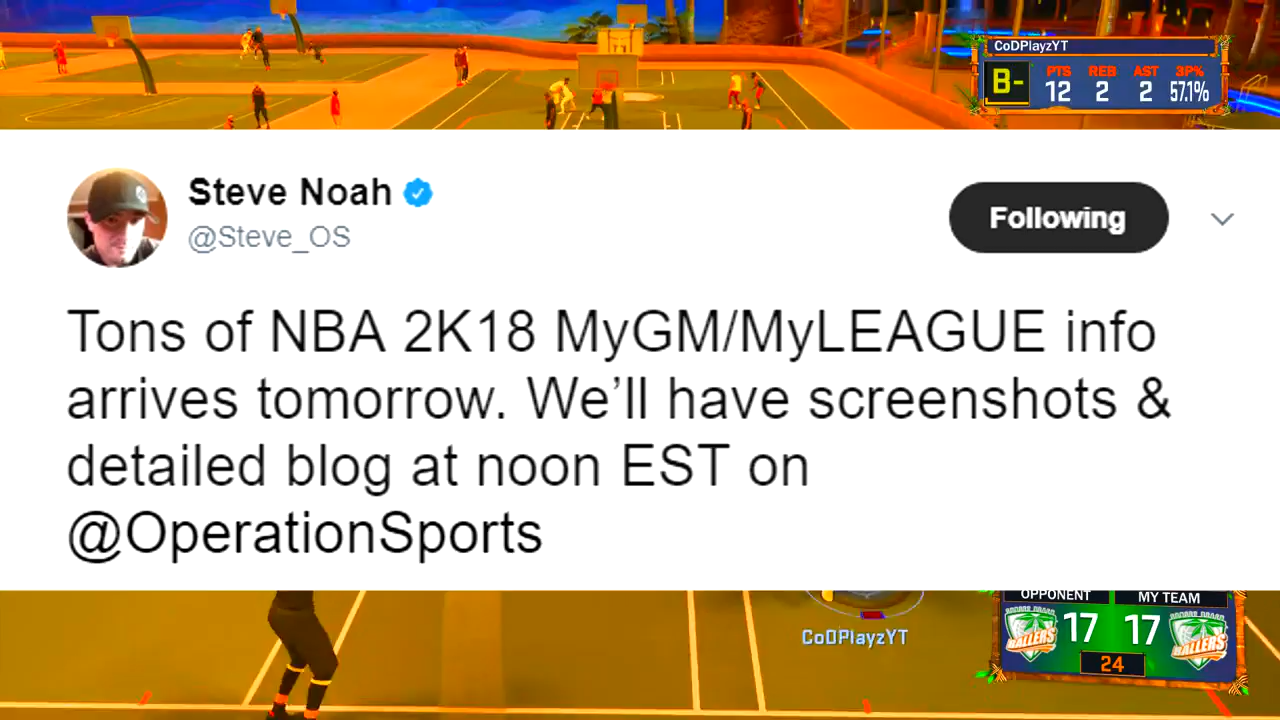 CoDPlayzYT
B-
PTS REB AST 3P%
12 2 2 57.1%
Steve Noah
@Steve_OS
Following
Tons of NBA 2K18 MyGM/MyLEAGUE info
arrives tomorrow. We’ll have screenshots &
detailed blog at noon EST on
@OperationSports
CoDPlayzYT
OPPONENT MY TEAM
BALLERS 17 17 BALLERS
24